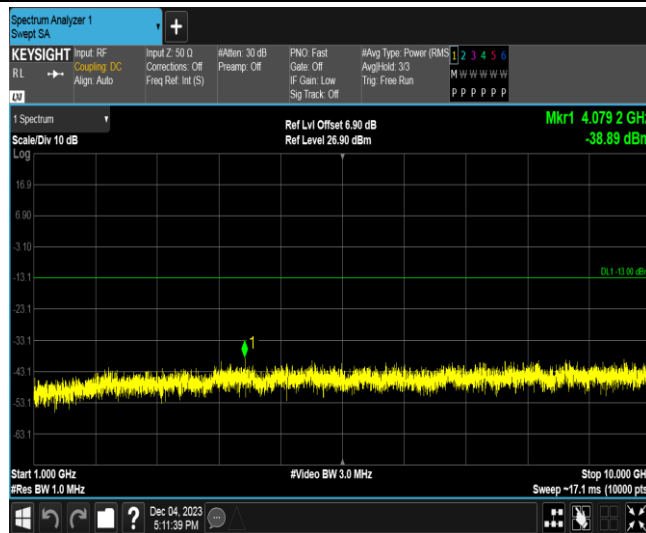 Spectrum Analyzer 1
Swept SA
+
KEYSIGHT
RL
LXI
Input: RF
Coupling: DC
Align: Auto
Input Z: 50 Ω
Corrections: Off
Freq Ref: Int (S)
#Atten: 30 dB
Preamp: Off
PNO: Fast
Gate: Off
IF Gain: Low
Sig Track: Off
#Avg Type: Power (RMS
Avg|Hold: 3/3
Trig: Free Run
1 2 3 4 5 6
M W W W W W
P P P P P P
1 Spectrum
Scale/Div 10 dB
Log
Ref Lvl Offset 6.90 dB
Ref Level 26.90 dBm
Mkr1 4.079 2 GHz
-38.89 dBm
16.9
6.90
-3.10
-13.1
DL1 -13.00 dBm
-23.1
-33.1
1
-43.1
-53.1
-63.1
Start 1.000 GHz
#Res BW 1.0 MHz
#Video BW 3.0 MHz
Stop 10.000 GH
Sweep ~17.1 ms (10000 pts
?
Dec 04, 2023
5:11:39 PM